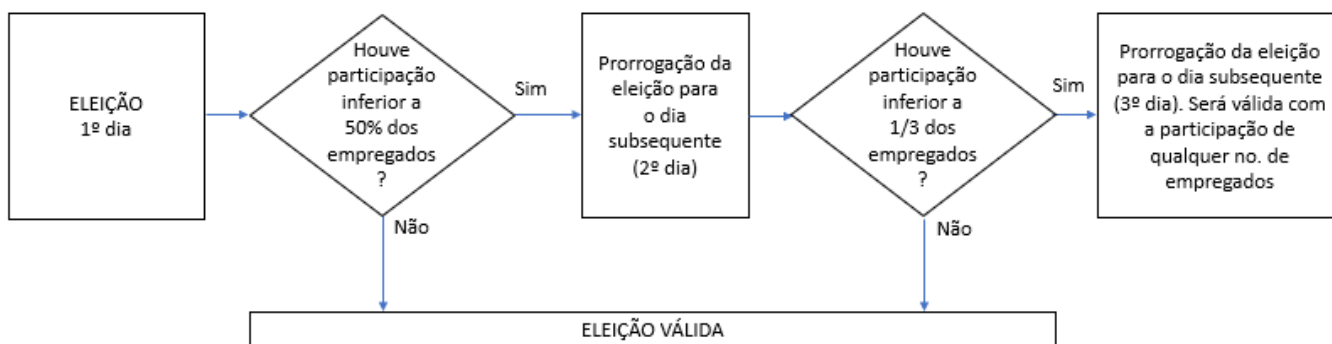 ELEIÇÃO
1º dia
Houve
participação
inferior a
50% dos
empregados
?
Sim
Não
Prorrogação da
eleição para
o dia
subsequente
(2º dia)
Houve
participação
inferior a
1/3 dos
empregados
?
Sim
Não
Prorrogação da eleição
para o dia subsequente
(3º dia). Será válida com
a participação de
qualquer no. de
empregados
ELEIÇÃO VÁLIDA